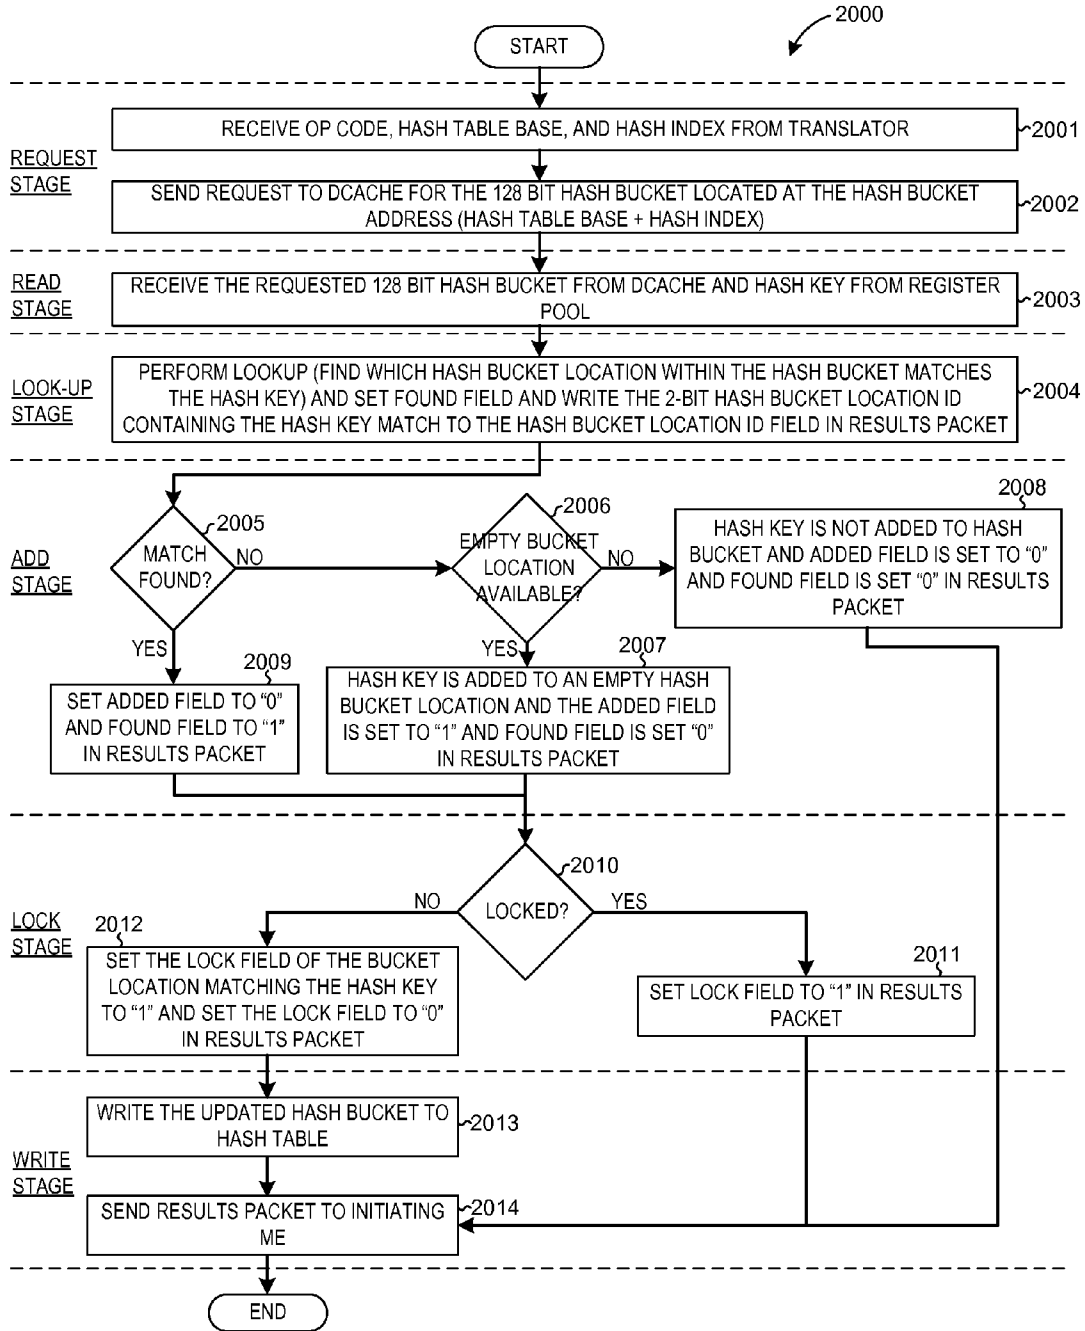 2000
START
RECEIVE OP CODE, HASH TABLE BASE, AND HASH INDEX FROM TRANSLATOR
2001
REQUEST
STAGE
SEND REQUEST TO DCACHE FOR THE 128 BIT HASH BUCKET LOCATED AT THE HASH BUCKET
ADDRESS (HASH TABLE BASE + HASH INDEX)
2002
READ
STAGE
RECEIVE THE REQUESTED 128 BIT HASH BUCKET FROM DCACHE AND HASH KEY FROM REGISTER
POOL
2003
LOOK-UP
STAGE
PERFORM LOOKUP (FIND WHICH HASH BUCKET LOCATION WITHIN THE HASH BUCKET MATCHES
THE HASH KEY) AND SET FOUND FIELD AND WRITE THE 2-BIT HASH BUCKET LOCATION ID
CONTAINING THE HASH KEY MATCH TO THE HASH BUCKET LOCATION ID FIELD IN RESULTS PACKET
2004
ADD
STAGE
2005
MATCH
FOUND?
NO
YES
2006
EMPTY BUCKET
LOCATION
AVAILABLE?
NO
YES
2008
HASH KEY IS NOT ADDED TO HASH
BUCKET AND ADDED FIELD IS SET TO “0”
AND FOUND FIELD IS SET “0” IN RESULTS
PACKET
2009
SET ADDED FIELD TO “0”
AND FOUND FIELD TO “1”
IN RESULTS PACKET
2007
HASH KEY IS ADDED TO AN EMPTY HASH
BUCKET LOCATION AND THE ADDED FIELD
IS SET TO “1” AND FOUND FIELD IS SET “0”
IN RESULTS PACKET
LOCK
STAGE
2010
LOCKED?
NO
YES
2012
SET THE LOCK FIELD OF THE BUCKET
LOCATION MATCHING THE HASH KEY
TO “1” AND SET THE LOCK FIELD TO “0”
IN RESULTS PACKET
2011
SET LOCK FIELD TO “1” IN RESULTS
PACKET
WRITE
STAGE
WRITE THE UPDATED HASH BUCKET TO
HASH TABLE
2013
SEND RESULTS PACKET TO INITIATING
ME
2014
END